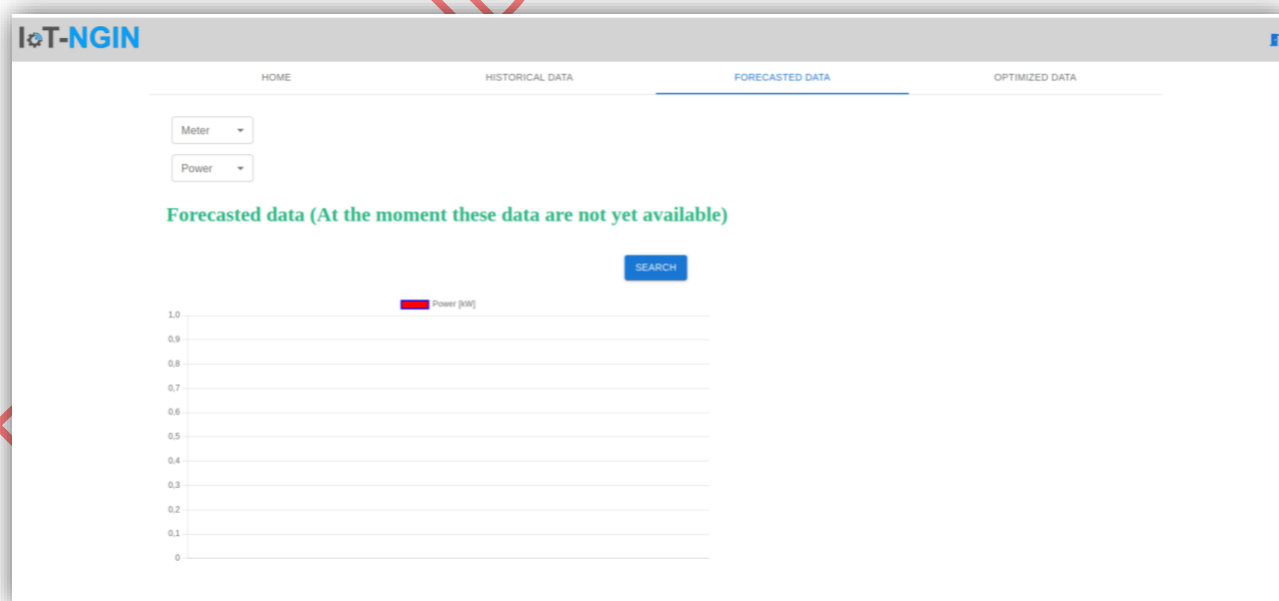 IoT-NGIN
HOME HISTORICAL DATA FORECASTED DATA OPTIMIZED DATA
Meter
Power
Forecasted data (At the moment these data are not yet available)
SEARCH
Power [kW]
1,0
0,9
0,8
0,7
0,6
0,5
0,4
0,3
0,2
0,1
0